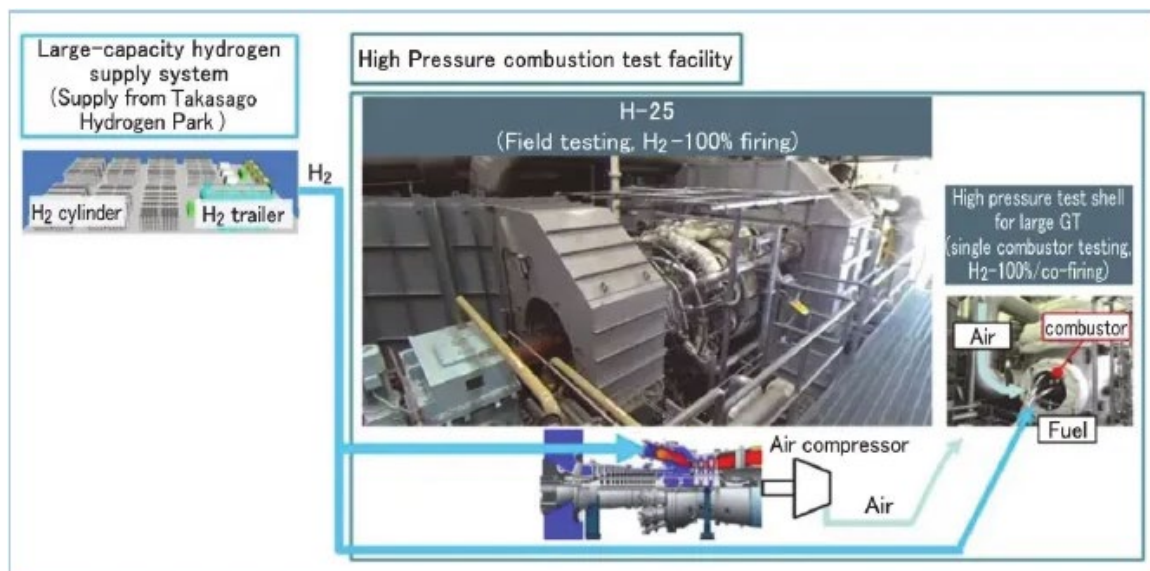 Large-capacity hydrogen
supply system
(Supply from Takasago
Hydrogen Park )
High Pressure combustion test facility
H-25
(Field testing, H₂-100% firing)
H₂
H₂ cylinder
H₂ trailer
High pressure test shell
for large GT
(single combustor testing,
H₂-100%/co-firing)
Air
combustor
Fuel
Air compressor
Air